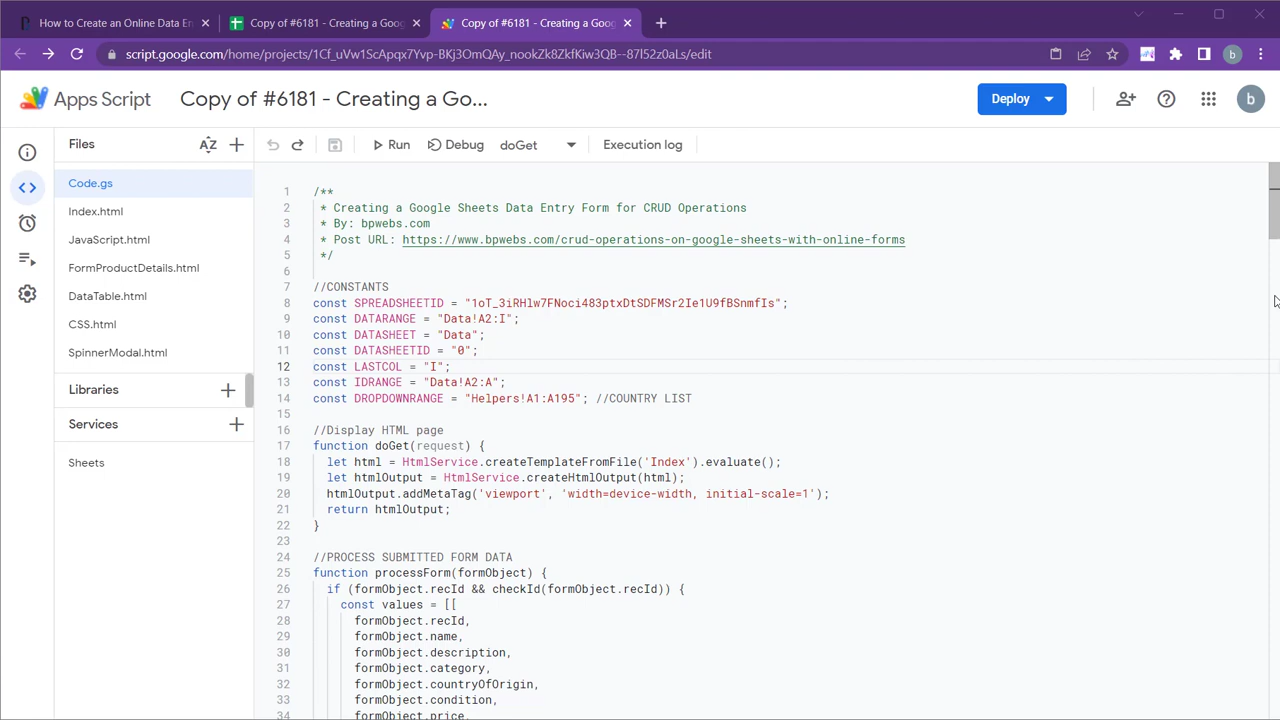 How to Create an Online Data En
Copy of #6181 - Creating a Goog
Copy of #6181 - Creating a Goog
script.google.com/home/projects/1Cf_uVw1ScApqx7Yvp-BKj3OmQAy_nookZk8ZkfKiw3QB--87l52z0aLs/edit
b
Apps Script
Copy of #6181 - Creating a Go...
Deploy
b
Files
AZ
Run
Debug
doGet
Execution log
Code.gs
Index.html
JavaScript.html
FormProductDetails.html
DataTable.html
CSS.html
SpinnerModal.html
Libraries
Services
Sheets
1 /**
2 * Creating a Google Sheets Data Entry Form for CRUD Operations
3 * By: bpwebs.com
4 * Post URL: https://www.bpwebs.com/crud-operations-on-google-sheets-with-online-forms
5 */
6
7 //CONSTANTS
8 const SPREADSHEETID = "1oT_3iRHlw7FNoci483ptxDtSDFMSr2Ie1U9fBSnmfIs";
9 const DATARANGE = "Data!A2:I";
10 const DATASHEET = "Data";
11 const DATASHEETID = "0";
12 const LASTCOL = "I";
13 const IDRANGE = "Data!A2:A";
14 const DROPDOWNRANGE = "Helpers!A1:A195"; //COUNTRY LIST
15
16 //Display HTML page
17 function doGet(request) {
18 let html = HtmlService.createTemplateFromFile('Index').evaluate();
19 let htmlOutput = HtmlService.createHtmlOutput(html);
20 htmlOutput.addMetaTag('viewport', 'width=device-width, initial-scale=1');
21 return htmlOutput;
22 }
23
24 //PROCESS SUBMITTED FORM DATA
25 function processForm(formObject) {
26 if (formObject.recId && checkId(formObject.recId)) {
27 const values = [[
28 formObject.recId,
29 formObject.name,
30 formObject.description,
31 formObject.category,
32 formObject.countryOfOrigin,
33 formObject.condition,
34 formObject.price,